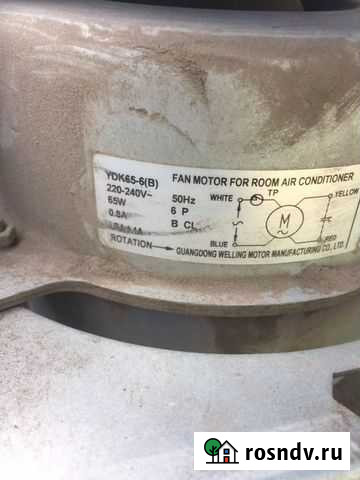 YDK65-6(B) FAN MOTOR FOR ROOM AIR CONDITIONER
220-240V~ 50Hz WHITE TP YELLOW
65W 6 P M
0.8A B CL BLUE RED
ROTATION → GUANGDONG WELLING MOTOR MANUFACTURING CO., LTD.
rosndv.ru